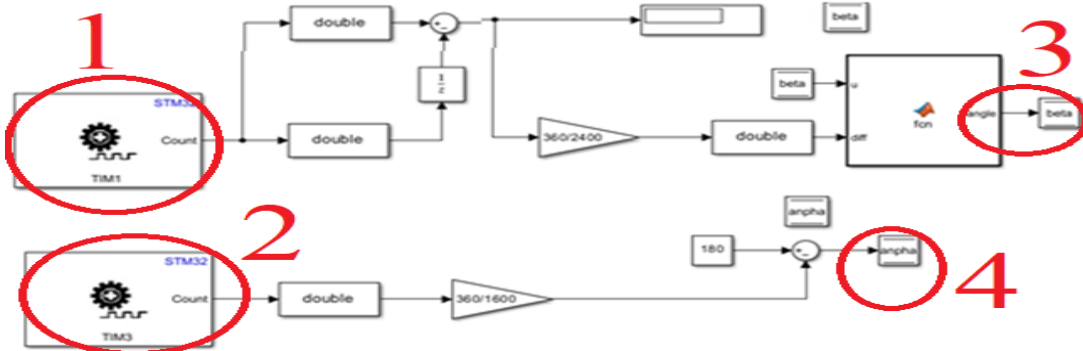 1
double
beta
3
1
z
beta
u
STM32
Count
TIM1
double
360/2400
double
diff
fcn
angle
beta
2
anpha
STM32
Count
TIM3
double
360/1600
180
anpha
4